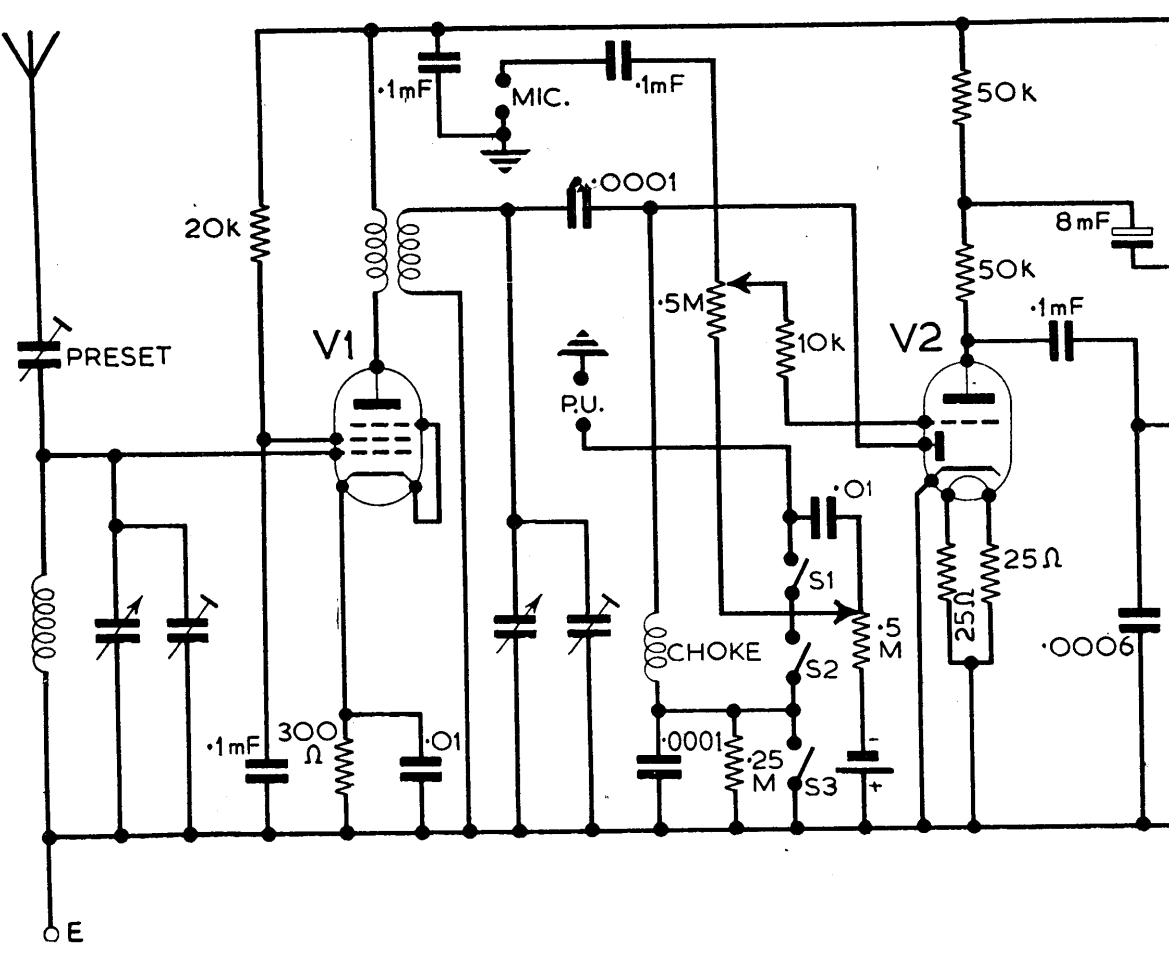 ·1mF
MIC.
·1mF
50k
·0001
20k
8mF
50k
·5M
·1mF
V1
PRESET
10k
V2
P.U.
·01
S1
25Ω
25Ω
·5
M
CHOKE
S2
·0006
300
Ω
·1mF
·01
·0001
·25
M
S3
-
+
E